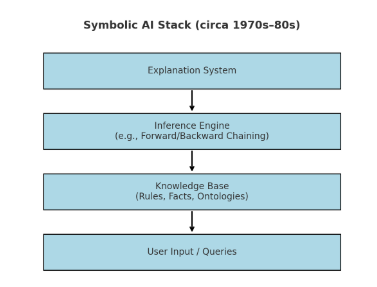 Symbolic AI Stack (circa 1970s–80s)
Explanation System
Inference Engine
(e.g., Forward/Backward Chaining)
Knowledge Base
(Rules, Facts, Ontologies)
User Input / Queries